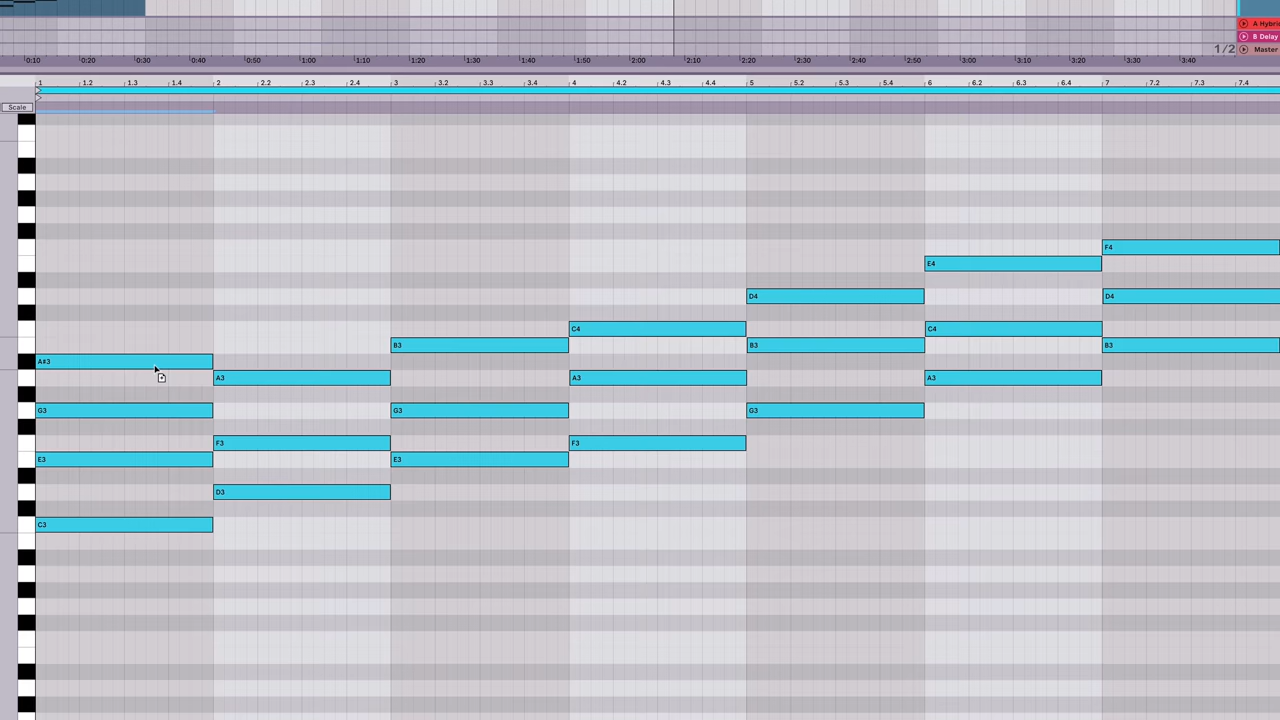 A Hybri
B Delay
1/2 Master
0:10 0:20 0:30 0:40 0:50 1:00 1:10 1:20 1:30 1:40 1:50 2:00 2:10 2:20 2:30 2:40 2:50 3:00 3:10 3:20 3:30 3:40
1 1.2 1.3 1.4 2 2.2 2.3 2.4 3 3.2 3.3 3.4 4 4.2 4.3 4.4 5 5.2 5.3 5.4 6 6.2 6.3 6.4 7 7.2 7.3 7.4
Scale
F4
E4
D4 D4
C4 C4
B3 B3 B3
A#3
A3 A3 A3
G3 G3 G3
F3 F3
E3 E3
D3
C3